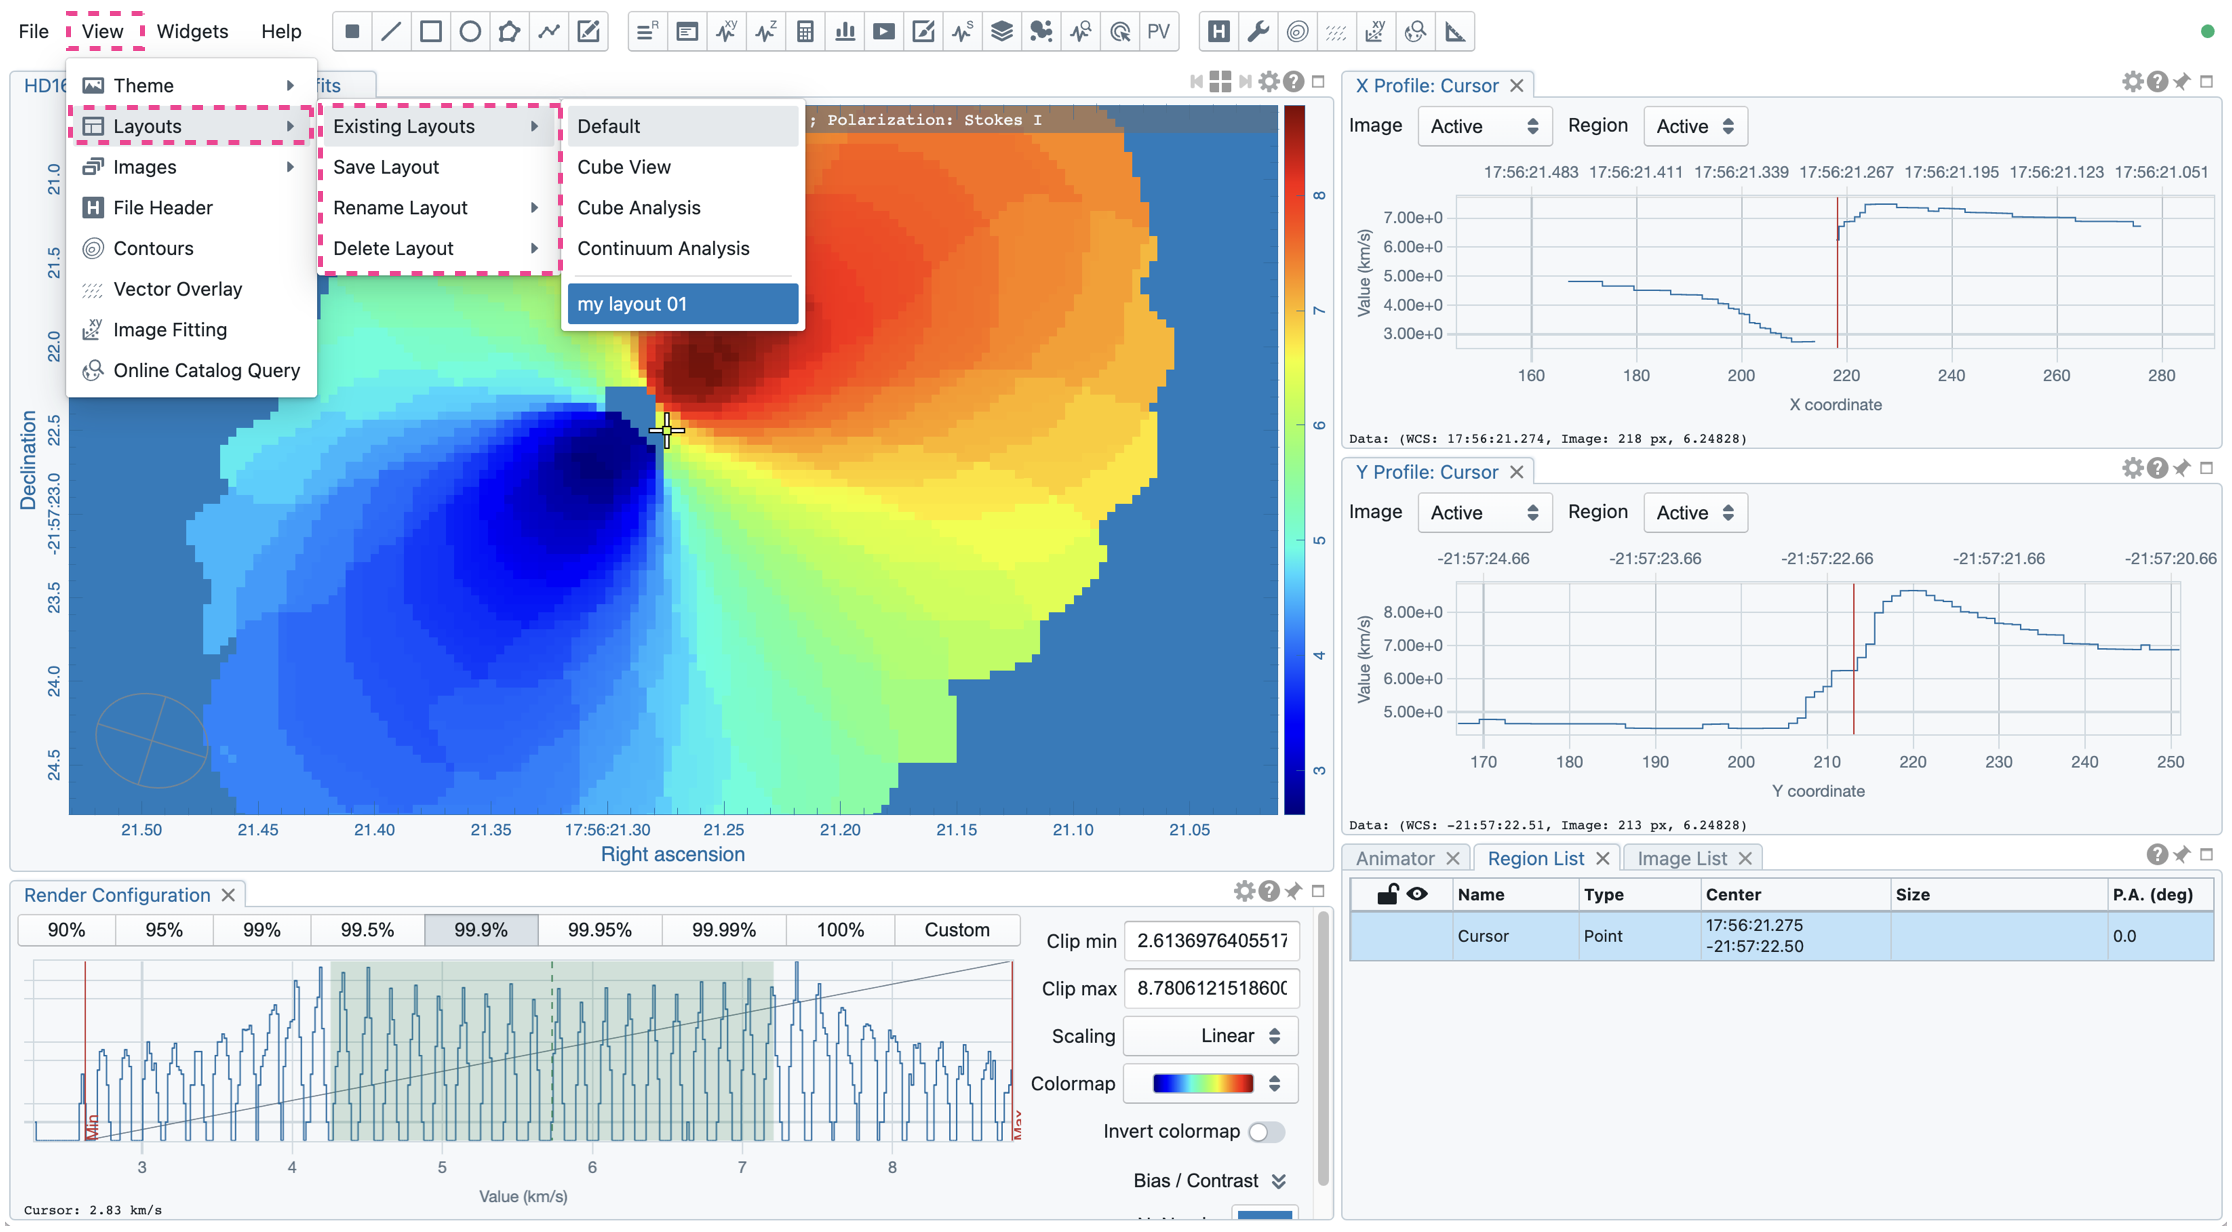 File View Widgets Help
R XY Z S PV H XY
HD16 fits
Theme
Layouts
Images
File Header
Contours
Vector Overlay
Image Fitting
Online Catalog Query
Existing Layouts
Save Layout
Rename Layout
Delete Layout
Default
Cube View
Cube Analysis
Continuum Analysis
my layout 01
; Polarization: Stokes I
Declination
21.0
21.5
22.0
22.5
-21:57:23.0
23.5
24.0
24.5
21.50 21.45 21.40 21.35 17:56:21.30 21.25 21.20 21.15 21.10 21.05
Right ascension
8
7
6
5
4
3
X Profile: Cursor
Image Active Region Active
17:56:21.483 17:56:21.411 17:56:21.339 17:56:21.267 17:56:21.195 17:56:21.123 17:56:21.051
Value (km/s)
7.00e+0
6.00e+0
5.00e+0
4.00e+0
3.00e+0
160 180 200 220 240 260 280
X coordinate
Data: (WCS: 17:56:21.274, Image: 218 px, 6.24828)
Y Profile: Cursor
Image Active Region Active
-21:57:24.66 -21:57:23.66 -21:57:22.66 -21:57:21.66 -21:57:20.66
Value (km/s)
8.00e+0
7.00e+0
6.00e+0
5.00e+0
170 180 190 200 210 220 230 240 250
Y coordinate
Data: (WCS: -21:57:22.51, Image: 213 px, 6.24828)
Animator Region List Image List
Name Type Center Size P.A. (deg)
Cursor Point 17:56:21.275 0.0
-21:57:22.50
Render Configuration
90% 95% 99% 99.5% 99.9% 99.95% 99.99% 100% Custom
Min
Max
3 4 5 6 7 8
Value (km/s)
Cursor: 2.83 km/s
Clip min 2.6136976405517
Clip max 8.780612151860
Scaling Linear
Colormap
Invert colormap
Bias / Contrast